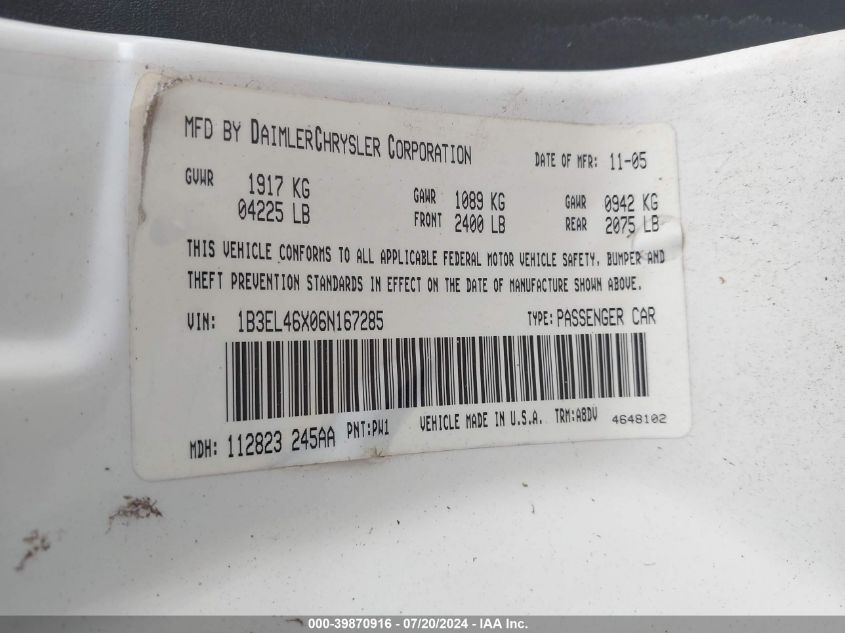 MFD BY DAIMLERCHRYSLER CORPORATION DATE OF MFR: 11-05
GVWR 1917 KG GAWR 1089 KG GAWR 0942 KG
04225 LB FRONT 2400 LB REAR 2075 LB
THIS VEHICLE CONFORMS TO ALL APPLICABLE FEDERAL MOTOR VEHICLE SAFETY, BUMPER AND
THEFT PREVENTION STANDARDS IN EFFECT ON THE DATE OF MANUFACTURE SHOWN ABOVE.
VIN: 1B3EL46X06N167285 TYPE: PASSENGER CAR
MDH: 112823 245AA PNT:PW1 VEHICLE MADE IN U.S.A. TRM:A8DV 4648102
000-39870916 - 07/20/2024 - IAA Inc.